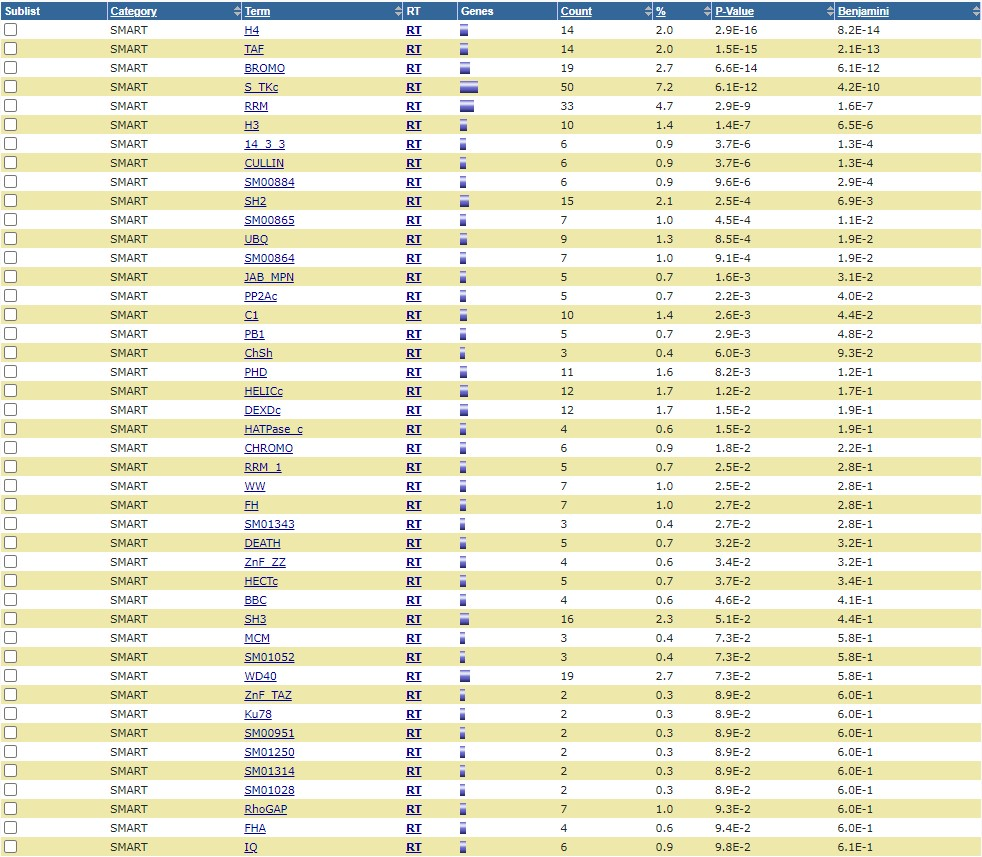 Sublist Category Term RT Genes Count % P-Value Benjamini
SMART H4 RT 14 2.0 2.9E-16 8.2E-14
SMART TAF RT 14 2.0 1.5E-15 2.1E-13
SMART BROMO RT 19 2.7 6.6E-14 6.1E-12
SMART S_TKc RT 50 7.2 6.1E-12 4.2E-10
SMART RRM RT 33 4.7 2.9E-9 1.6E-7
SMART H3 RT 10 1.4 1.4E-7 6.5E-6
SMART 14_3_3 RT 6 0.9 3.7E-6 1.3E-4
SMART CULLIN RT 6 0.9 3.7E-6 1.3E-4
SMART SM00884 RT 6 0.9 9.6E-6 2.9E-4
SMART SH2 RT 15 2.1 2.5E-4 6.9E-3
SMART SM00865 RT 7 1.0 4.5E-4 1.1E-2
SMART UBQ RT 9 1.3 8.5E-4 1.9E-2
SMART SM00864 RT 7 1.0 9.1E-4 1.9E-2
SMART JAB_MPN RT 5 0.7 1.6E-3 3.1E-2
SMART PP2Ac RT 5 0.7 2.2E-3 4.0E-2
SMART C1 RT 10 1.4 2.6E-3 4.4E-2
SMART PB1 RT 5 0.7 2.9E-3 4.8E-2
SMART ChSh RT 3 0.4 6.0E-3 9.3E-2
SMART PHD RT 11 1.6 8.2E-3 1.2E-1
SMART HELICc RT 12 1.7 1.2E-2 1.7E-1
SMART DEXDc RT 12 1.7 1.5E-2 1.9E-1
SMART HATPase_c RT 4 0.6 1.5E-2 1.9E-1
SMART CHROMO RT 6 0.9 1.8E-2 2.2E-1
SMART RRM_1 RT 5 0.7 2.5E-2 2.8E-1
SMART WW RT 7 1.0 2.5E-2 2.8E-1
SMART FH RT 7 1.0 2.7E-2 2.8E-1
SMART SM01343 RT 3 0.4 2.7E-2 2.8E-1
SMART DEATH RT 5 0.7 3.2E-2 3.2E-1
SMART ZnF_ZZ RT 4 0.6 3.4E-2 3.2E-1
SMART HECTc RT 5 0.7 3.7E-2 3.4E-1
SMART BBC RT 4 0.6 4.6E-2 4.1E-1
SMART SH3 RT 16 2.3 5.1E-2 4.4E-1
SMART MCM RT 3 0.4 7.3E-2 5.8E-1
SMART SM01052 RT 3 0.4 7.3E-2 5.8E-1
SMART WD40 RT 19 2.7 7.3E-2 5.8E-1
SMART ZnF_TAZ RT 2 0.3 8.9E-2 6.0E-1
SMART Ku78 RT 2 0.3 8.9E-2 6.0E-1
SMART SM00951 RT 2 0.3 8.9E-2 6.0E-1
SMART SM01250 RT 2 0.3 8.9E-2 6.0E-1
SMART SM01314 RT 2 0.3 8.9E-2 6.0E-1
SMART SM01028 RT 2 0.3 8.9E-2 6.0E-1
SMART RhoGAP RT 7 1.0 9.3E-2 6.0E-1
SMART FHA RT 4 0.6 9.4E-2 6.0E-1
SMART IQ RT 6 0.9 9.8E-2 6.1E-1